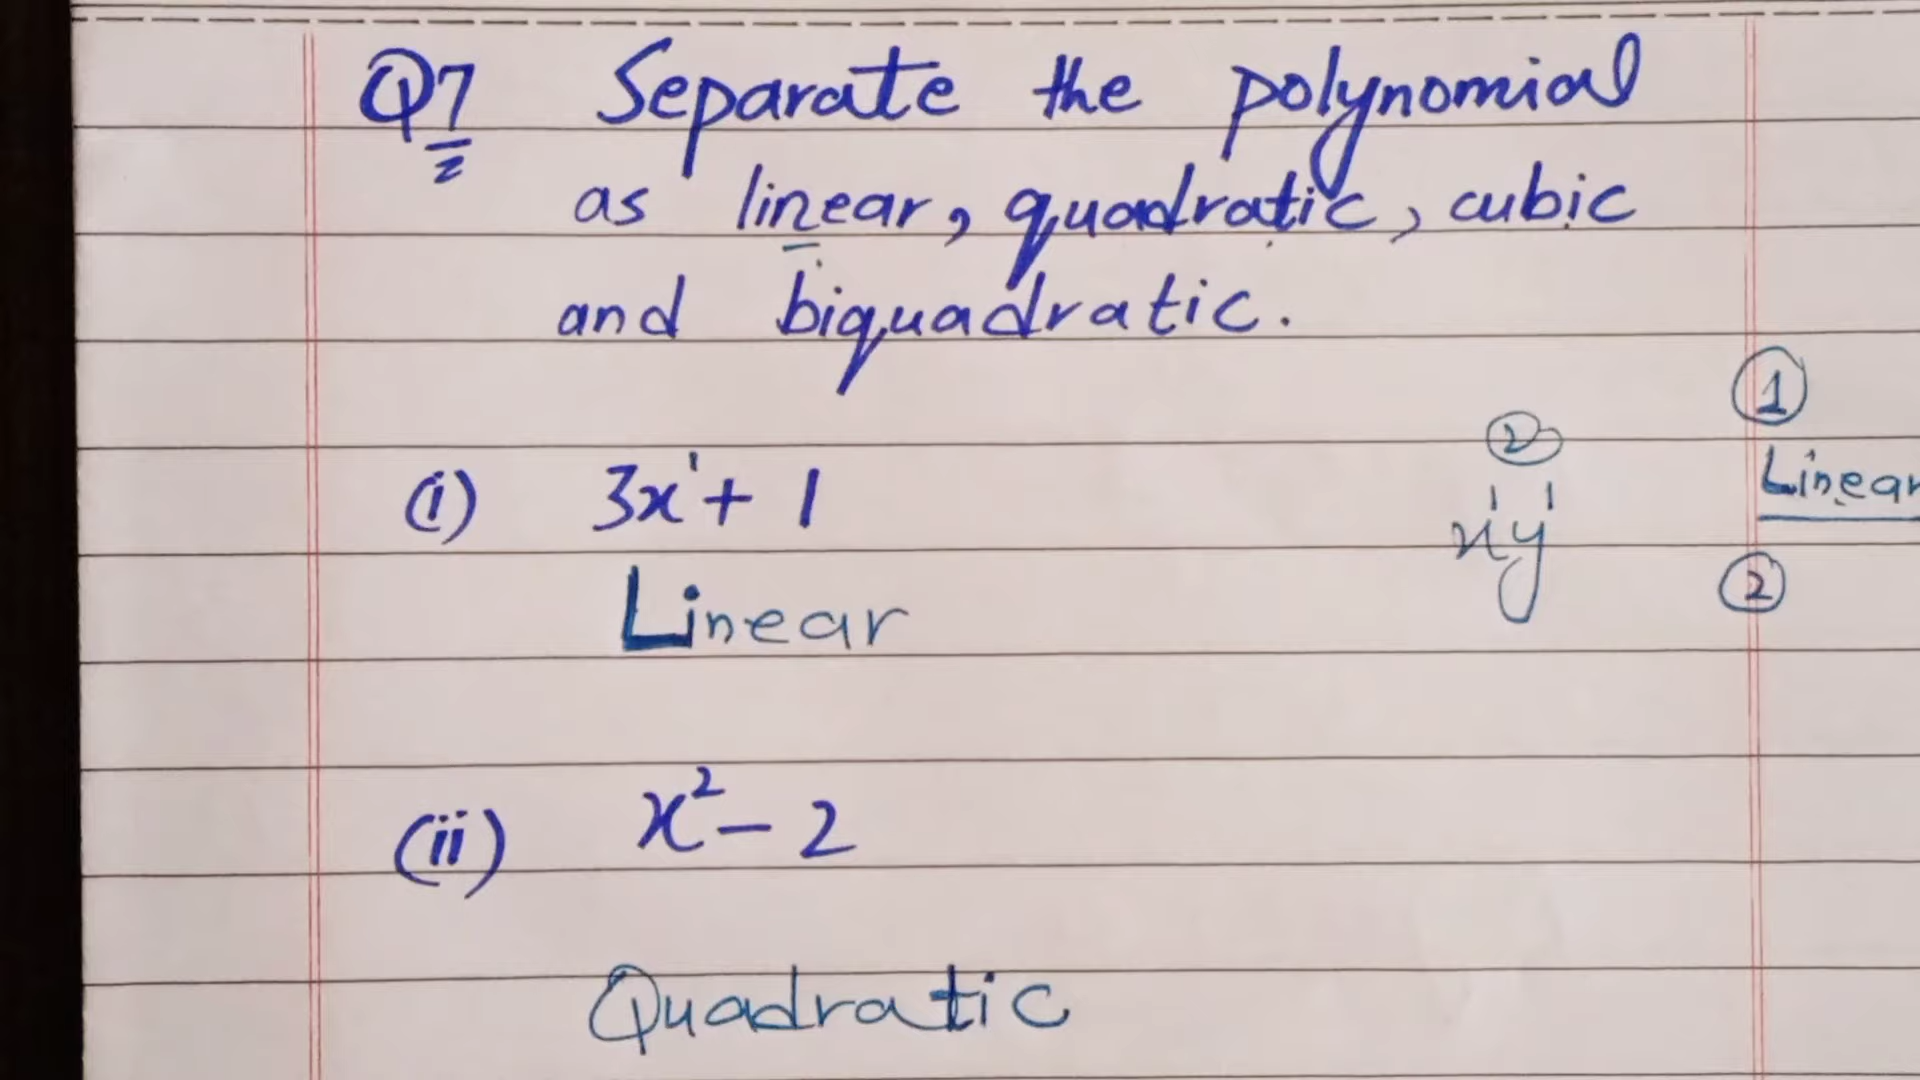 Q7 Separate the polynomial
as linear, quadratic, cubic
and biquadratic.
(i) 3x¹ + 1
Linear
x¹y¹
2
1
Linear
2
(ii) x² - 2
Quadratic